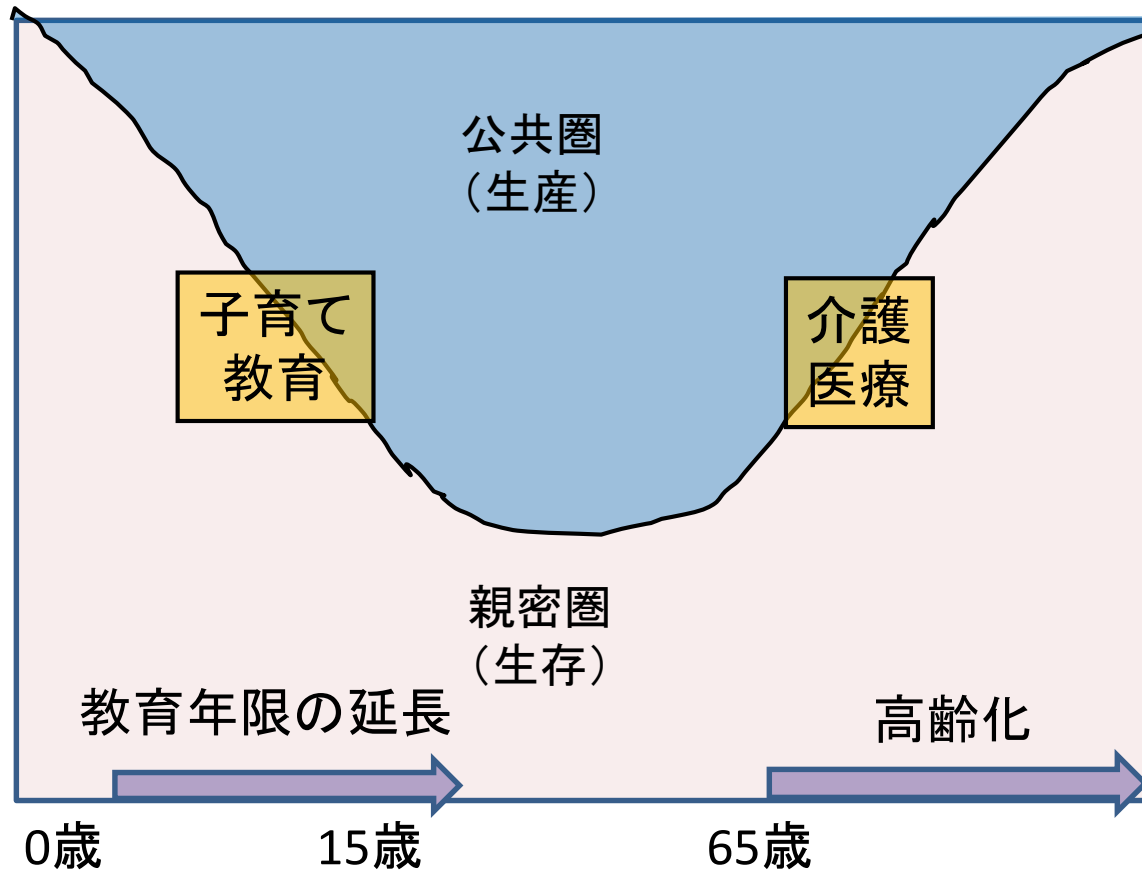 公共圏
（生産）
子育て
教育
介護
医療
親密圏
（生存）
教育年限の延長
高齢化
0歳
15歳
65歳